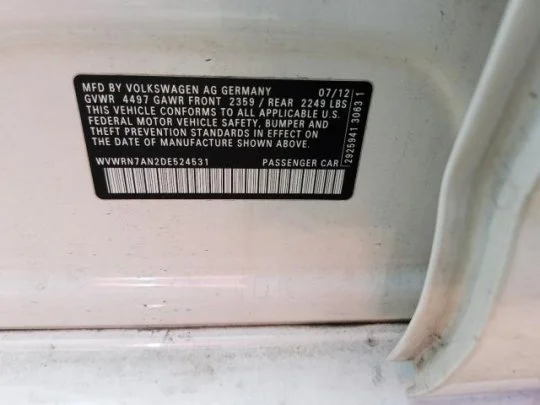 MFD BY VOLKSWAGEN AG GERMANY 07/12
GVWR 4497 GAWR FRONT 2359 / REAR 2249 LBS
THIS VEHICLE CONFORMS TO ALL APPLICABLE U.S.
FEDERAL MOTOR VEHICLE SAFETY, BUMPER AND
THEFT PREVENTION STANDARDS IN EFFECT ON
THE DATE OF MANUFACTURE SHOWN ABOVE.
WVWRN7AN2DE524531 PASSENGER CAR
2925941 3063 1